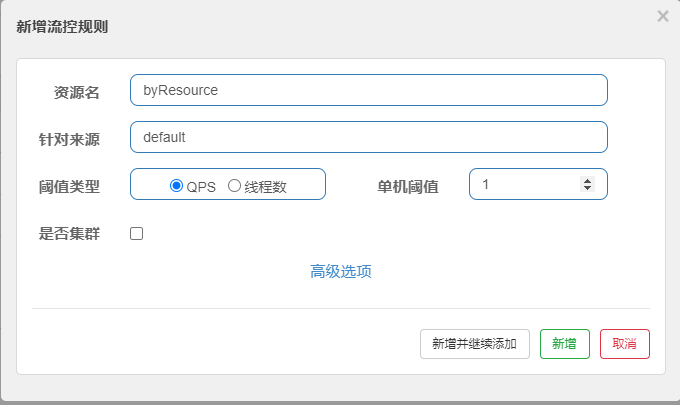 新增流控规则
×
资源名 byResource
针对来源 default
阈值类型 QPS 线程数 单机阈值 1
是否集群
高级选项
新增并继续添加 新增 取消